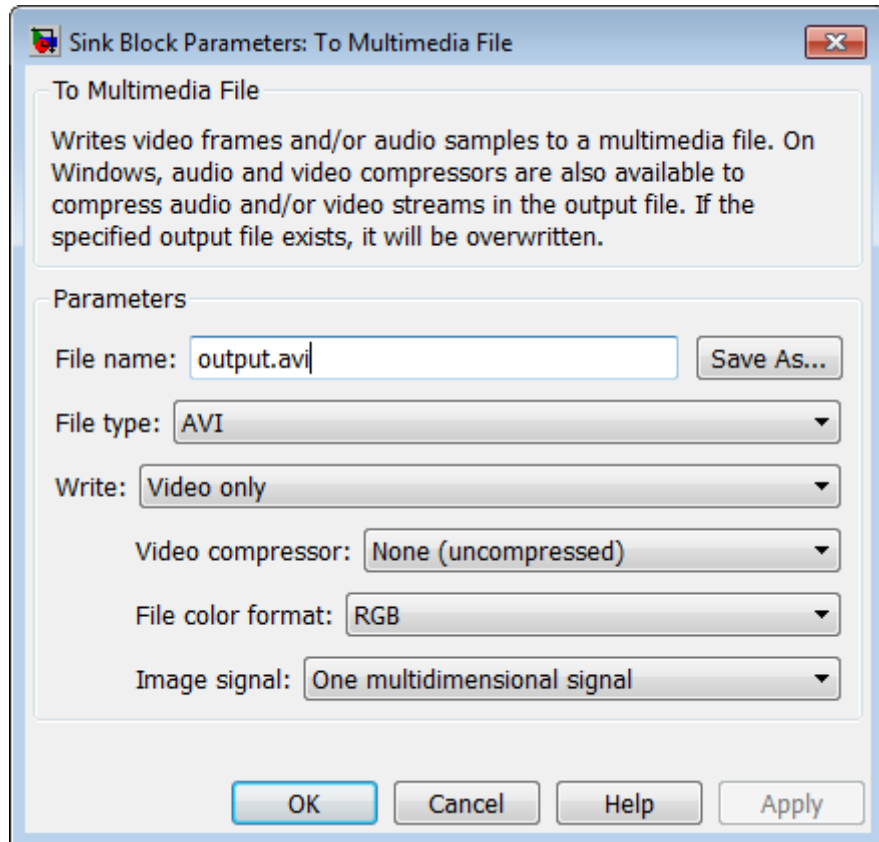 Sink Block Parameters: To Multimedia File
To Multimedia File
Writes video frames and/or audio samples to a multimedia file. On
Windows, audio and video compressors are also available to
compress audio and/or video streams in the output file. If the
specified output file exists, it will be overwritten.
Parameters
File name: output.avi Save As...
File type: AVI
Write: Video only
Video compressor: None (uncompressed)
File color format: RGB
Image signal: One multidimensional signal
OK Cancel Help Apply